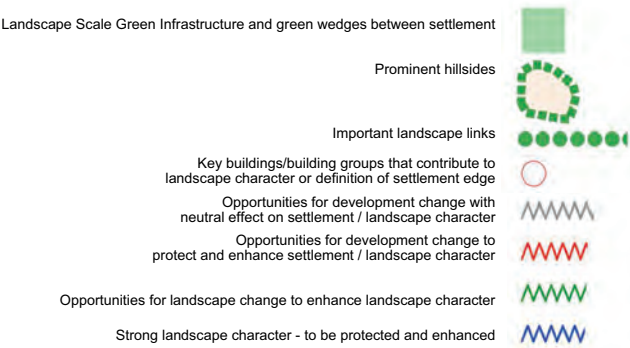 Landscape Scale Green Infrastructure and green wedges between settlement
Prominent hillsides
Important landscape links
Key buildings/building groups that contribute to
landscape character or definition of settlement edge
Opportunities for development change with
neutral effect on settlement / landscape character
Opportunities for development change to
protect and enhance settlement / landscape character
Opportunities for landscape change to enhance landscape character
Strong landscape character - to be protected and enhanced